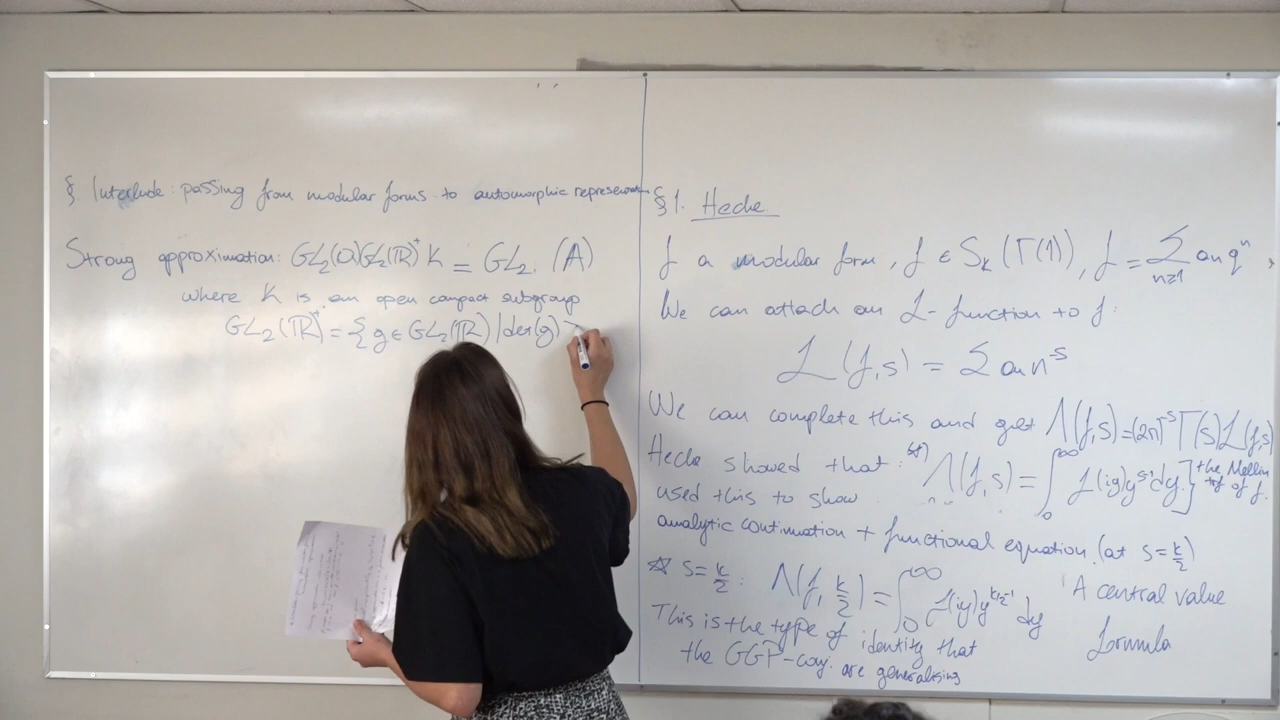 § Interlude: passing from modular forms to automorphic represent
Strong approximation: GL₂(Q)GL₂(ℝ)⁺K = GL₂(A)
where K is an open compact subgroup
GL₂(ℝ)⁺ = { g ∈ GL₂(ℝ) | det(g) >
§1. Hecke
f a modular form, f ∈ Sₖ(Γ(1)), f = Σ_{n≥1} aₙ qⁿ,
We can attach an L-function to f:
L(f,s) = Σ aₙ n⁻ˢ
We can complete this and get Λ(f,s) = (2π)⁻ˢ Γ(s) L(f,s)
Hecke showed that: Λ(f,s) = ∫₀^∞ f(iy) y^{s-1} dy. } the Mellin tf of f.
used this to show
analytic continuation + functional equation. (at s = k/2)
☆ s = k/2 : Λ(f, k/2) = ∫₀^∞ f(iy) y^{k/2-1} dy
A central value
formula
This is the type of identity that
the GGP-conj. are generalising